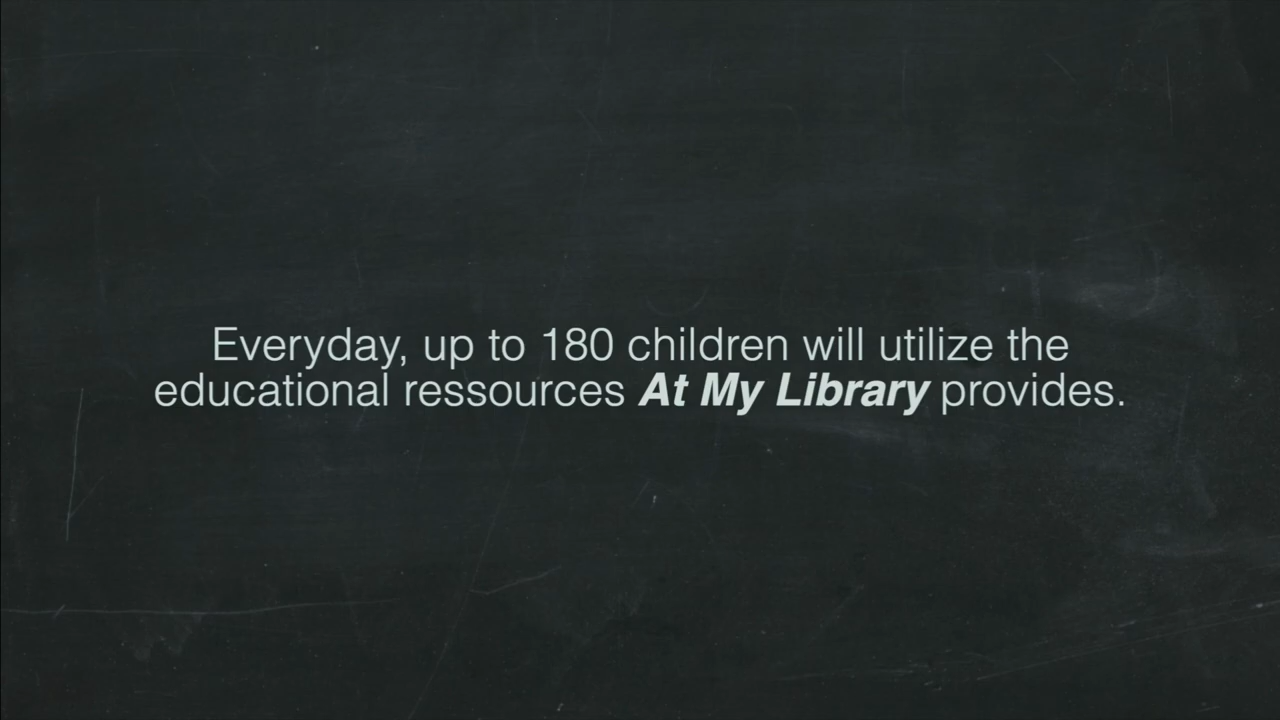 Everyday, up to 180 children will utilize the
educational ressources At My Library provides.